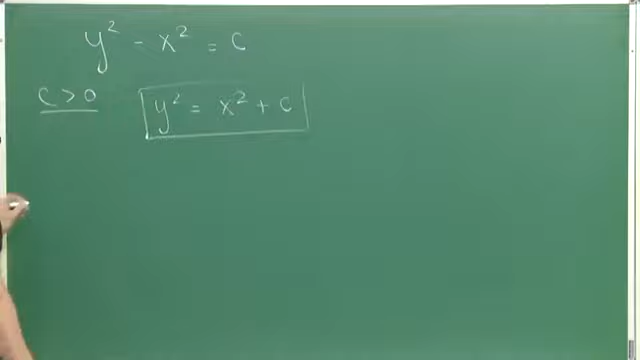 y² - x² = c
c > 0
y² = x² + c